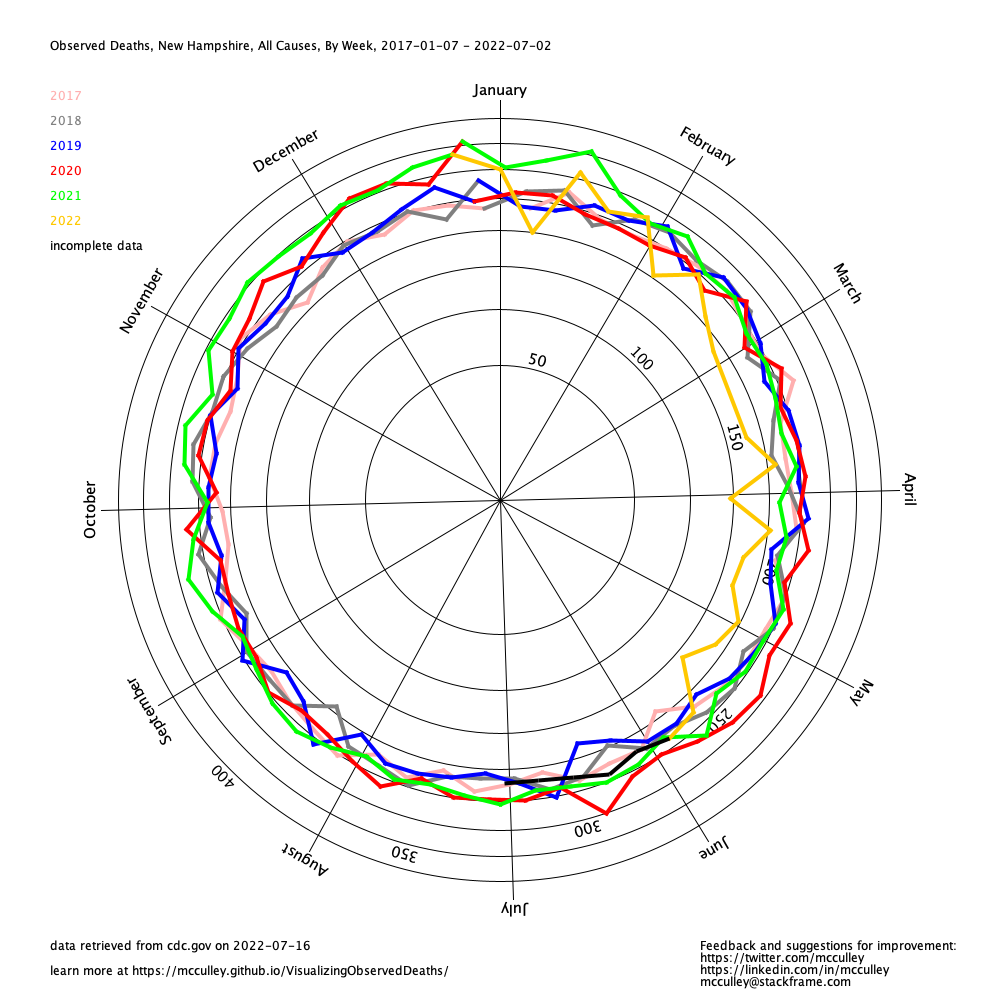 Observed Deaths, New Hampshire, All Causes, By Week, 2017-01-07 - 2022-07-02
2017
2018
2019
2020
2021
2022
incomplete data
January
February
March
April
May
June
July
August
September
October
November
December
50
100
150
200
250
300
350
400
data retrieved from cdc.gov on 2022-07-16
learn more at https://mcculley.github.io/VisualizingObservedDeaths/
Feedback and suggestions for improvement:
https://twitter.com/mcculley
https://linkedin.com/in/mcculley
mcculley@stackframe.com